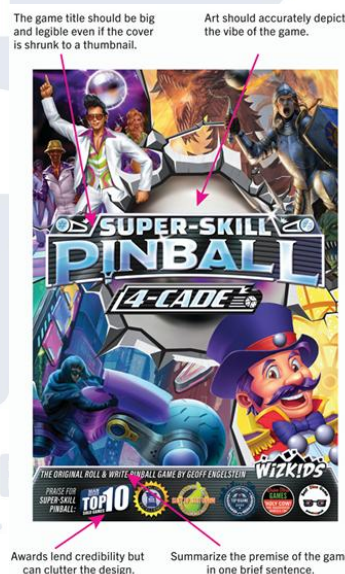 The game title should be big
and legible even if the cover
is shrunk to a thumbnail.
Art should accurately depict
the vibe of the game.
SUPER-SKILL
PINBALL
4-CADE
WIZKIDS
THE ORIGINAL ROLL & WRITE PINBALL GAME BY GEOFF ENGELSTEIN
PRAISE FOR
SUPER-SKILL
PINBALL:
TOP 10
GAMES
Awards lend credibility but
can clutter the design.
Summarize the premise of the gam
in one brief sentence.